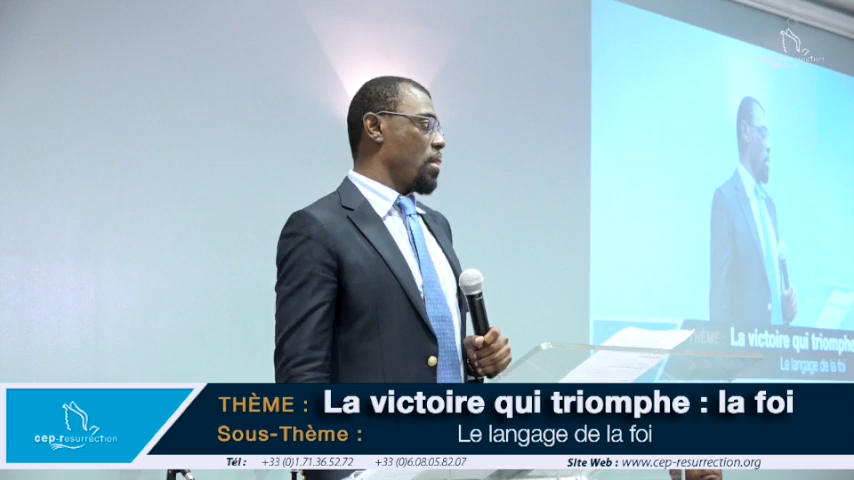 cep-resurrection
THÈME : La victoire qui triomphe
Le langage de la foi
THÈME : La victoire qui triomphe : la foi
Sous-Thème : Le langage de la foi
cep-resurrection
Tél : +33 (0)1.71.36.52.72 +33 (0)6.08.05.82.07 Site Web : www.cep-resurrection.org